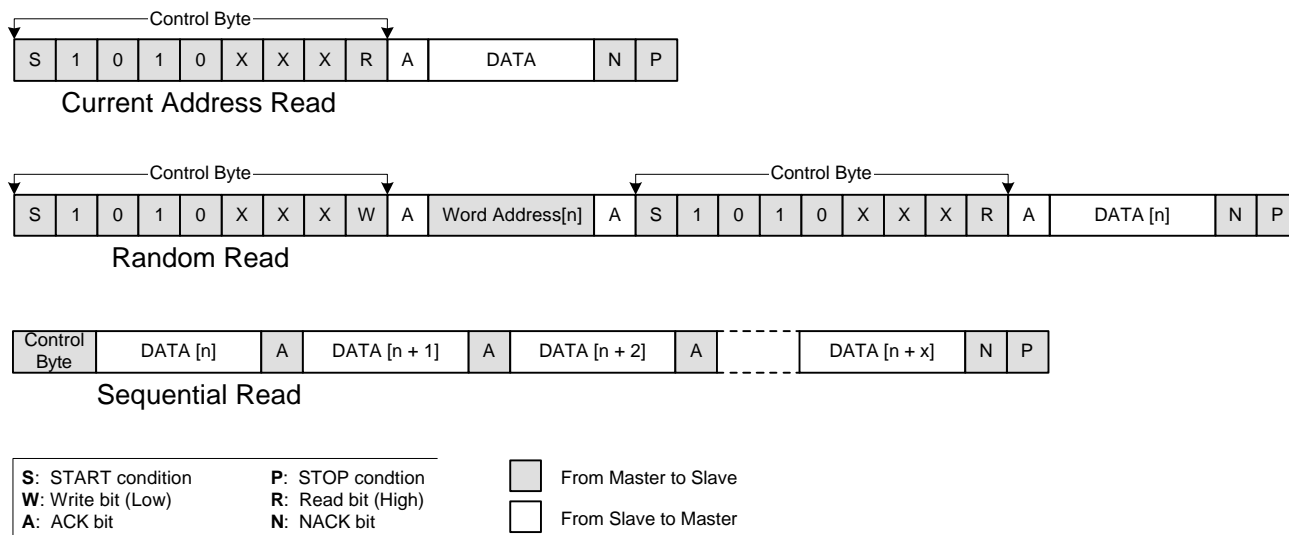 Control Byte
S 1 0 1 0 X X X R A DATA N P
Current Address Read
Control Byte Control Byte
S 1 0 1 0 X X X W A Word Address[n] A S 1 0 1 0 X X X R A DATA [n] N P
Random Read
Control
Byte
DATA [n] A DATA [n + 1] A DATA [n + 2] A DATA [n + x] N P
Sequential Read
S: START condition P: STOP condtion
W: Write bit (Low) R: Read bit (High)
A: ACK bit N: NACK bit
From Master to Slave
From Slave to Master